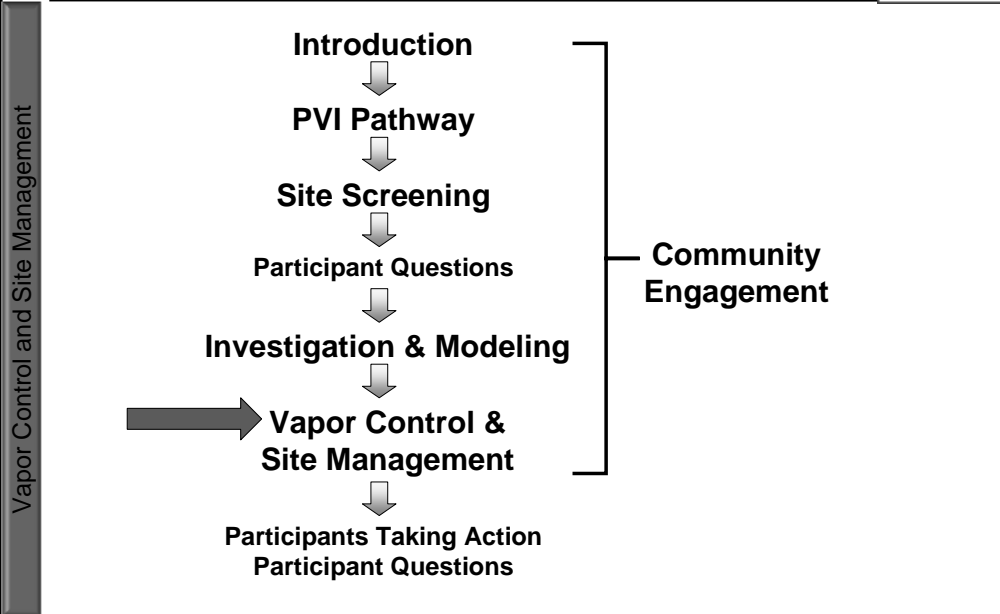 Vapor Control and Site Management
Introduction
PVI Pathway
Site Screening
Participant Questions
Investigation & Modeling
Vapor Control &
Site Management
Participants Taking Action
Participant Questions
Community
Engagement